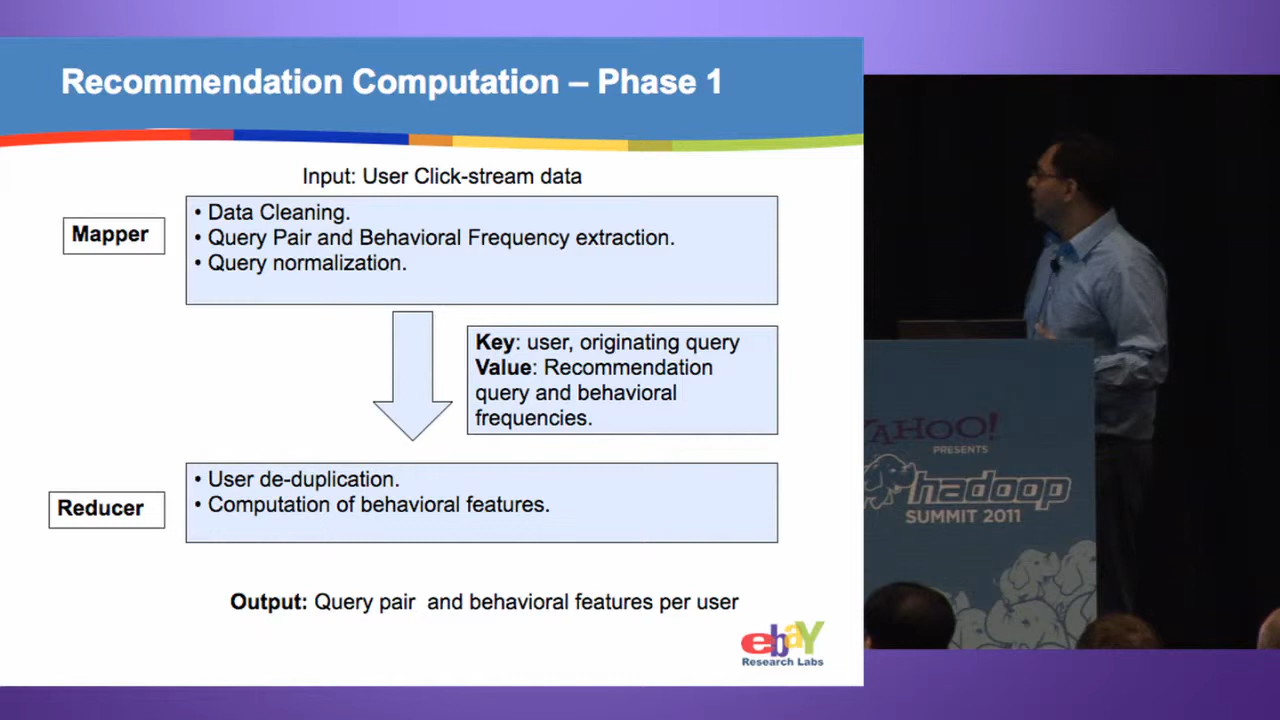 Recommendation Computation – Phase 1
Input: User Click-stream data
Mapper
• Data Cleaning.
• Query Pair and Behavioral Frequency extraction.
• Query normalization.
Key: user, originating query
Value: Recommendation
query and behavioral
frequencies.
Reducer
• User de-duplication.
• Computation of behavioral features.
Output: Query pair and behavioral features per user
ebaY
Research Labs
YAHOO!
PRESENTS
hadoop
SUMMIT 2011